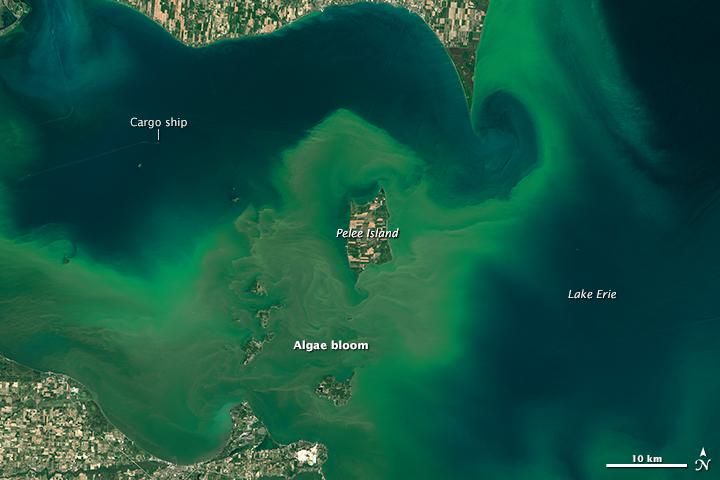 Cargo ship
Pelee Island
Lake Erie
Algae bloom
10 km
N